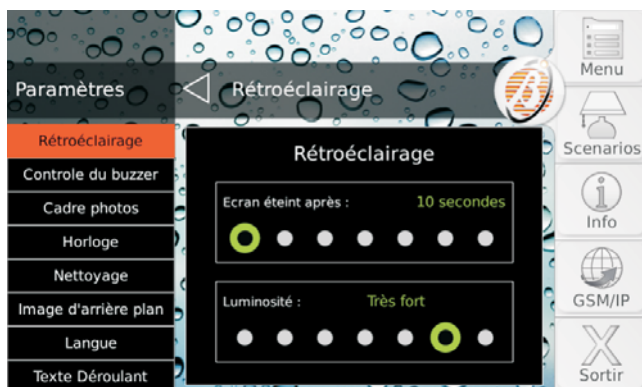 Paramètres
Rétroéclairage
Rétroéclairage
Controle du buzzer
Cadre photos
Horloge
Nettoyage
Image d'arrière plan
Langue
Texte Déroulant
Rétroéclairage
Ecran éteint après : 10 secondes
Luminosité : Très fort
Menu
Scenarios
Info
GSM/IP
Sortir